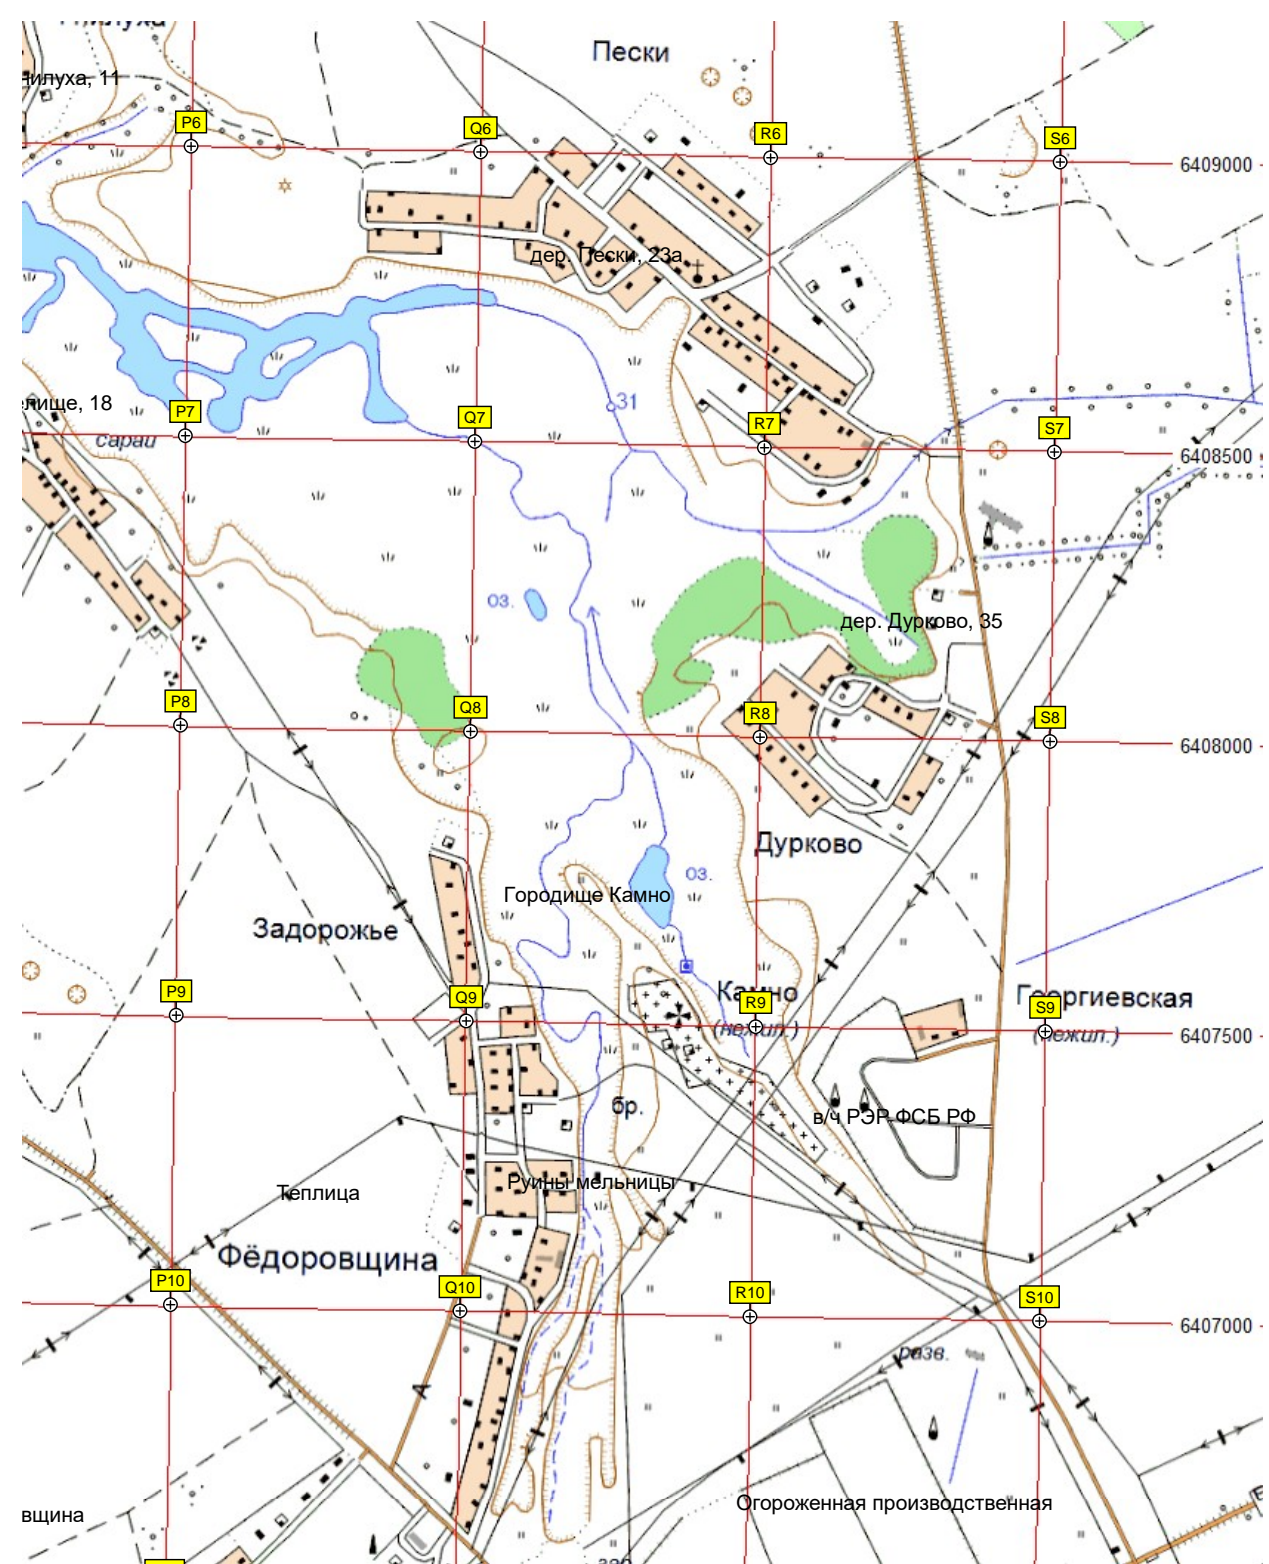 Пески
илуха, 11
P6
Q6
R6
S6
6409000
дер. Пески, 23а
31
P7
Q7
R7
S7
сараи
6408500
оз.
дер. Дурково, 35
P8
Q8
R8
S8
6408000
Дурково
оз.
Городище Камно
Задорожье
P9
Q9
Камно
R9
(нежил.)
Георгиевская
S9
(нежил.)
6407500
бр.
в/ч РЭР ФСБ РФ
Теплица
Руины мельницы
Фёдоровщина
P10
Q10
R10
S10
6407000
разв.
А
Огороженная производственная
вщина